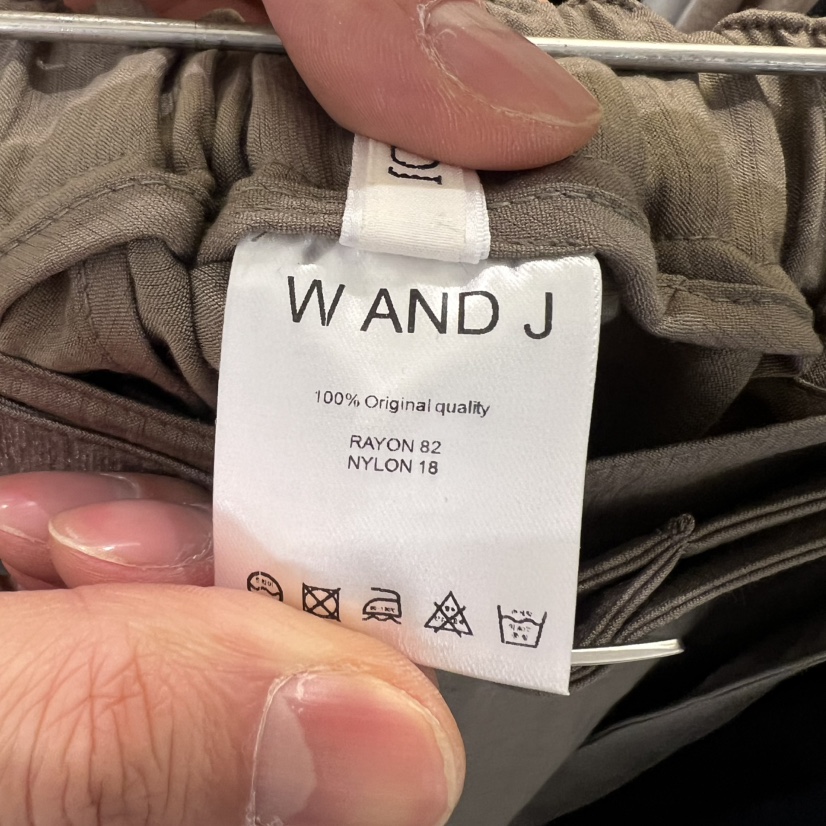 W AND J
100% Original quality
RAYON 82
NYLON 18